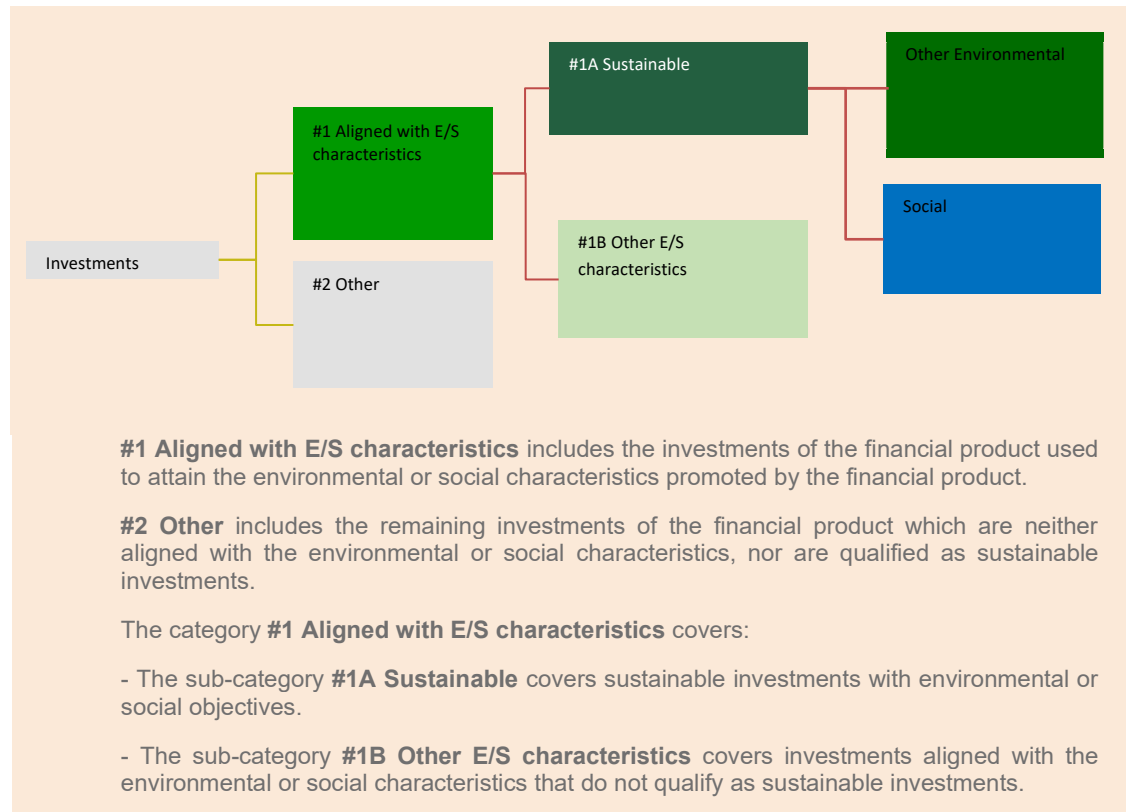 #1A Sustainable
Other Environmental
#1 Aligned with E/S
characteristics
Social
#1B Other E/S
characteristics
Investments
#2 Other
#1 Aligned with E/S characteristics includes the investments of the financial product used
to attain the environmental or social characteristics promoted by the financial product.
#2 Other includes the remaining investments of the financial product which are neither
aligned with the environmental or social characteristics, nor are qualified as sustainable
investments.
The category #1 Aligned with E/S characteristics covers:
- The sub-category #1A Sustainable covers sustainable investments with environmental or
social objectives.
- The sub-category #1B Other E/S characteristics covers investments aligned with the
environmental or social characteristics that do not qualify as sustainable investments.